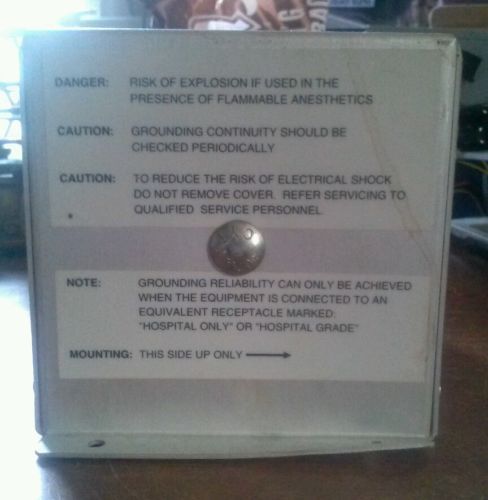 DANGER: RISK OF EXPLOSION IF USED IN THE
PRESENCE OF FLAMMABLE ANESTHETICS
CAUTION: GROUNDING CONTINUITY SHOULD BE
CHECKED PERIODICALLY
CAUTION: TO REDUCE THE RISK OF ELECTRICAL SHOCK
DO NOT REMOVE COVER. REFER SERVICING TO
QUALIFIED SERVICE PERSONNEL
NOTE: GROUNDING RELIABILITY CAN ONLY BE ACHIEVED
WHEN THE EQUIPMENT IS CONNECTED TO AN
EQUIVALENT RECEPTACLE MARKED:
"HOSPITAL ONLY" OR "HOSPITAL GRADE"
MOUNTING: THIS SIDE UP ONLY